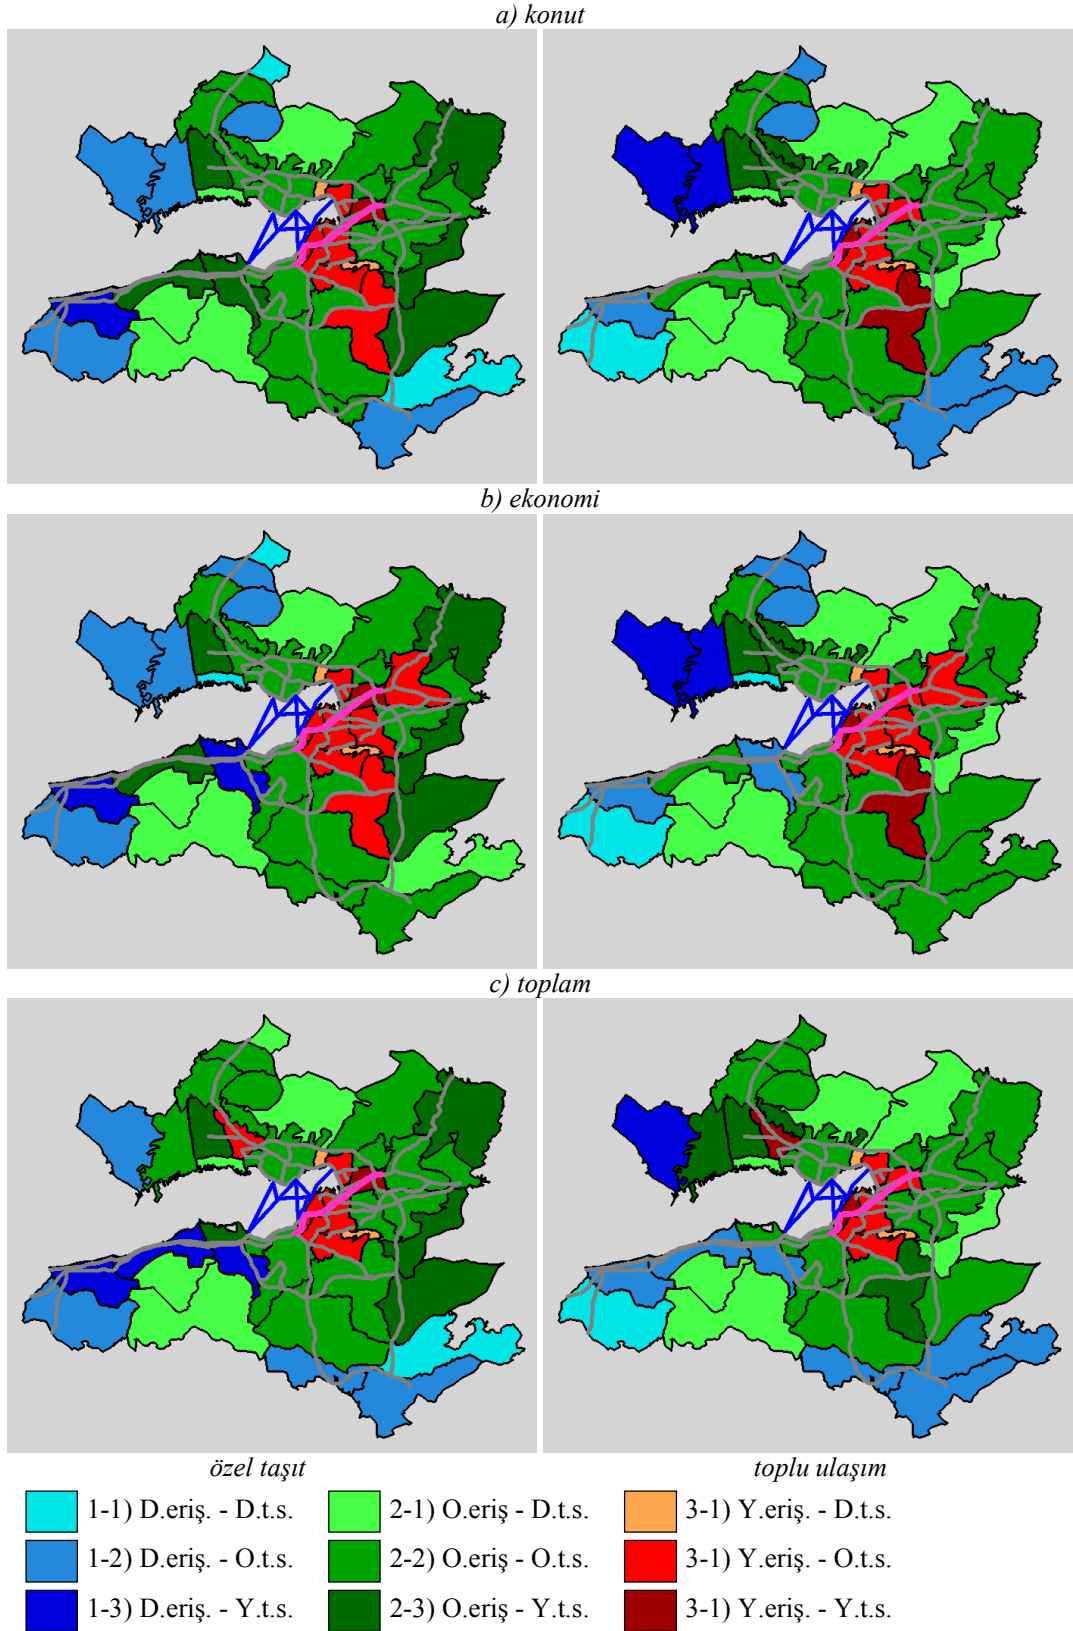 a) konut
b) ekonomi
c) toplam
özel taşıt
toplu ulaşım
1-1) D.eriş. - D.t.s.
2-1) O.eriş - D.t.s.
3-1) Y.eriş. - D.t.s.
1-2) D.eriş. - O.t.s.
2-2) O.eriş - O.t.s.
3-1) Y.eriş. - O.t.s.
1-3) D.eriş. - Y.t.s.
2-3) O.eriş - Y.t.s.
3-1) Y.eriş. - Y.t.s.